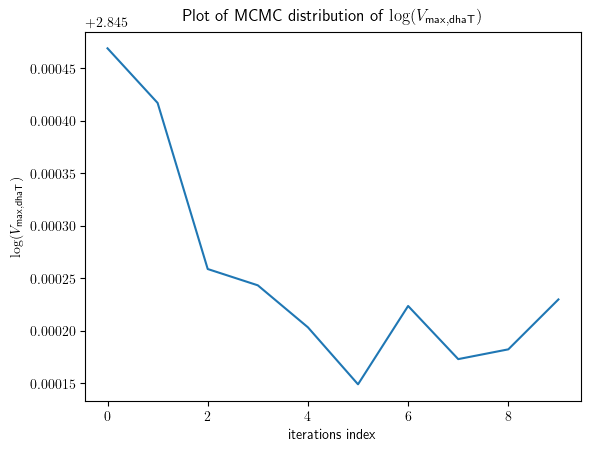 Plot of MCMC distribution of log(V_max,dhaT)
+2.845
0.00045
0.00040
0.00035
0.00030
0.00025
0.00020
0.00015
log(V_max,dhaT)
0 2 4 6 8
iterations index